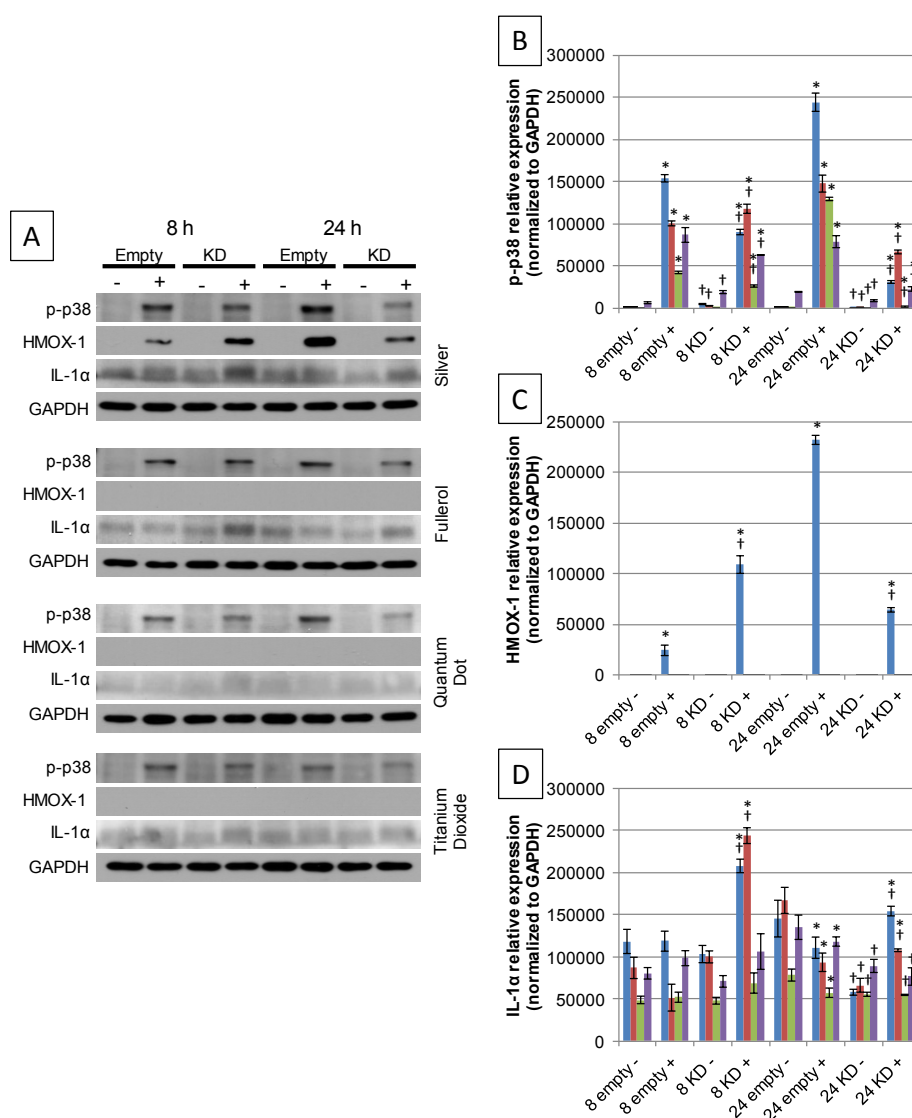 A
8 h 24 h
Empty KD Empty KD
- + - + - + - +
p-p38
HMOX-1
IL-1α
GAPDH
Silver
p-p38
HMOX-1
IL-1α
GAPDH
Fullerol
p-p38
HMOX-1
IL-1α
GAPDH
Quantum
Dot
p-p38
HMOX-1
IL-1α
GAPDH
Titanium
Dioxide
B
p-p38 relative expression
(normalized to GAPDH)
300000
250000
200000
150000
100000
50000
0
* * * * † † † *† *† *† *† * * * * † † † † *† *† *†
8 empty - 8 empty + 8 KD - 8 KD + 24 empty - 24 empty + 24 KD - 24 KD +
C
HMOX-1 relative expression
(normalized to GAPDH)
250000
200000
150000
100000
50000
0
* *† * *†
8 empty - 8 empty + 8 KD - 8 KD + 24 empty - 24 empty + 24 KD - 24 KD +
D
IL-1α relative expression
(normalized to GAPDH)
300000
250000
200000
150000
100000
50000
0
*† *† * * * * † † † † *† *† † †
8 empty - 8 empty + 8 KD - 8 KD + 24 empty - 24 empty + 24 KD - 24 KD +